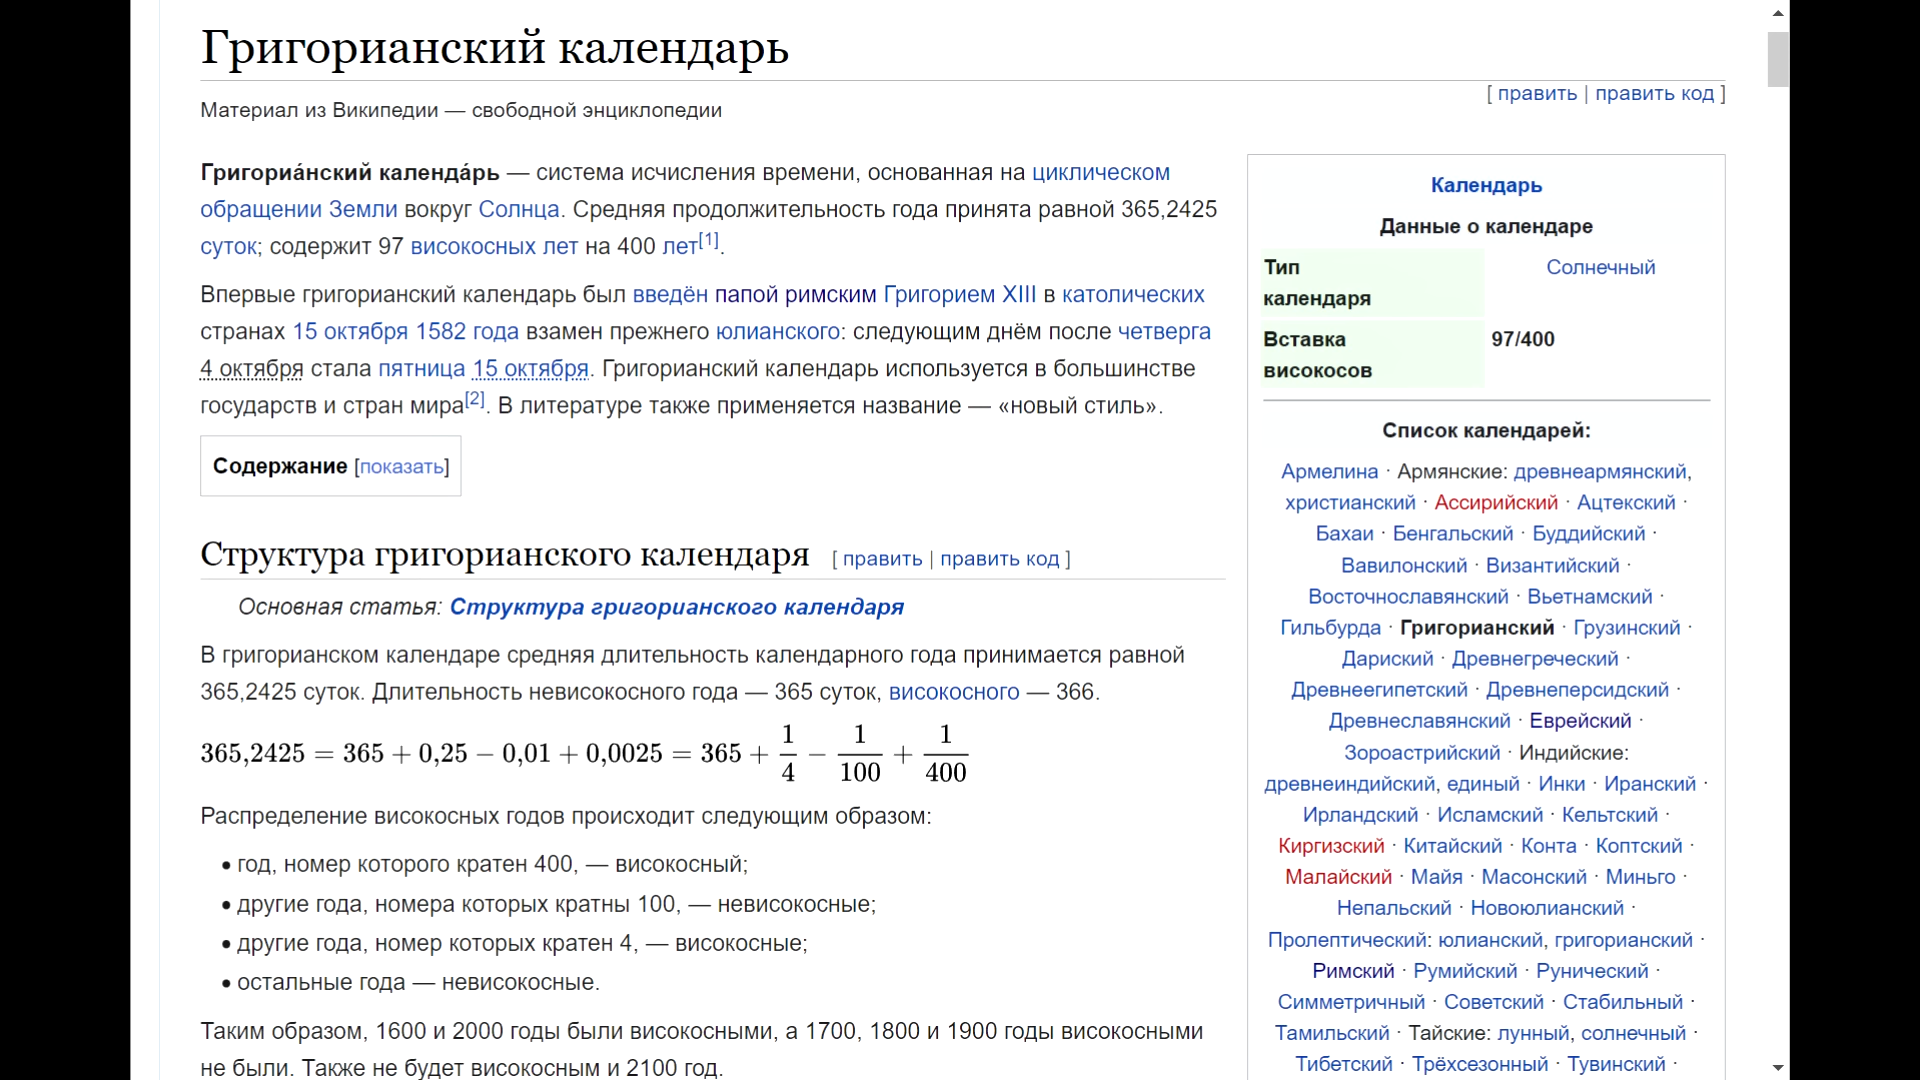 Григорианский календарь
[ править | править код ]
Материал из Википедии — свободной энциклопедии
Григориа́нский календа́рь — система исчисления времени, основанная на циклическом
обращении Земли вокруг Солнца. Средняя продолжительность года принята равной 365,2425
суток; содержит 97 високосных лет на 400 лет[1].
Впервые григорианский календарь был введён папой римским Григорием XIII в католических
странах 15 октября 1582 года взамен прежнего юлианского: следующим днём после четверга
4 октября стала пятница 15 октября. Григорианский календарь используется в большинстве
государств и стран мира[2]. В литературе также применяется название — «новый стиль».
Содержание [показать]
Структура григорианского календаря [ править | править код ]
Основная статья: Структура григорианского календаря
В григорианском календаре средняя длительность календарного года принимается равной
365,2425 суток. Длительность невисокосного года — 365 суток, високосного — 366.
365,2425 = 365 + 0,25 − 0,01 + 0,0025 = 365 + 1/4 − 1/100 + 1/400
Распределение високосных годов происходит следующим образом:
• год, номер которого кратен 400, — високосный;
• другие года, номера которых кратны 100, — невисокосные;
• другие года, номер которых кратен 4, — високосные;
• остальные года — невисокосные.
Таким образом, 1600 и 2000 годы были високосными, а 1700, 1800 и 1900 годы високосными
не были. Также не будет високосным и 2100 год.
Календарь
Данные о календаре
Тип
календаря
Солнечный
Вставка
високосов
97/400
Список календарей:
Армелина · Армянские: древнеармянский,
христианский · Ассирийский · Ацтекский ·
Бахаи · Бенгальский · Буддийский ·
Вавилонский · Византийский ·
Восточнославянский · Вьетнамский ·
Гильбурда · Григорианский · Грузинский ·
Дариский · Древнегреческий ·
Древнеегипетский · Древнеперсидский ·
Древнеславянский · Еврейский ·
Зороастрийский · Индийские:
древнеиндийский, единый · Инки · Иранский ·
Ирландский · Исламский · Кельтский ·
Киргизский · Китайский · Конта · Коптский ·
Малайский · Майя · Масонский · Миньго ·
Непальский · Новоюлианский ·
Пролептический: юлианский, григорианский ·
Римский · Румийский · Рунический ·
Симметричный · Советский · Стабильный ·
Тамильский · Тайские: лунный, солнечный ·
Тибетский · Трёхсезонный · Тувинский ·